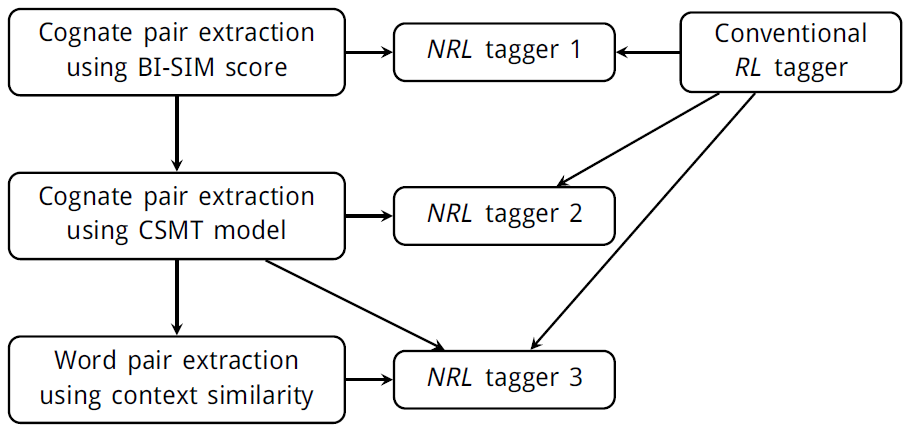 Cognate pair extraction
using BI-SIM score
NRL tagger 1
Conventional
RL tagger
Cognate pair extraction
using CSMT model
NRL tagger 2
Word pair extraction
using context similarity
NRL tagger 3